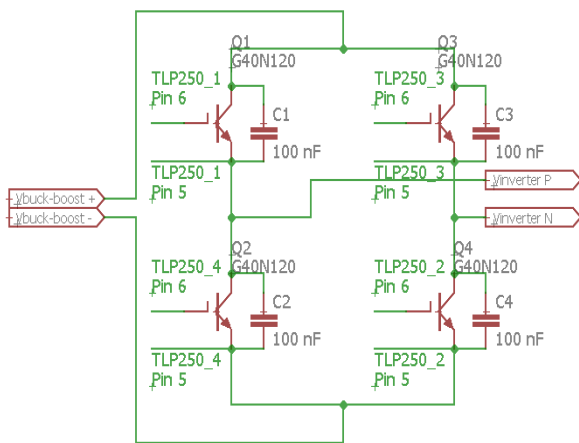 Q1
G40N120
TLP250_1
Pin 6
C1
100 nF
TLP250_1
Pin 5
Q3
G40N120
TLP250_3
Pin 6
C3
100 nF
TLP250_3
Pin 5
Vbuck-boost +
Vbuck-boost -
Vinverter P
Vinverter N
Q2
G40N120
TLP250_4
Pin 6
C2
100 nF
TLP250_4
Pin 5
Q4
G40N120
TLP250_2
Pin 6
C4
100 nF
TLP250_2
Pin 5